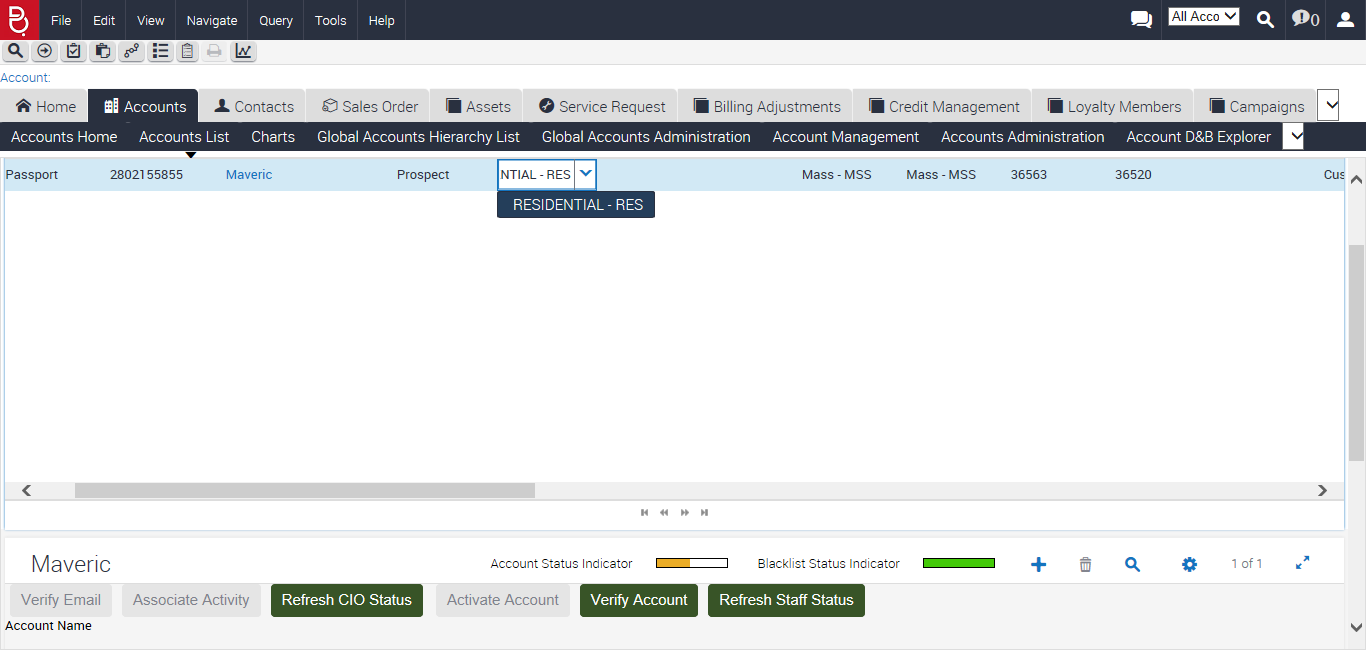 File Edit View Navigate Query Tools Help All Acco 0
Account:
Home Accounts Contacts Sales Order Assets Service Request Billing Adjustments Credit Management Loyalty Members Campaigns
Accounts Home Accounts List Charts Global Accounts Hierarchy List Global Accounts Administration Account Management Accounts Administration Account D&B Explorer
Passport 2802155855 Maveric Prospect NTIAL - RES Mass - MSS Mass - MSS 36563 36520 Cus
RESIDENTIAL - RES
Maveric Account Status Indicator Blacklist Status Indicator 1 of 1
Verify Email Associate Activity Refresh CIO Status Activate Account Verify Account Refresh Staff Status
Account Name